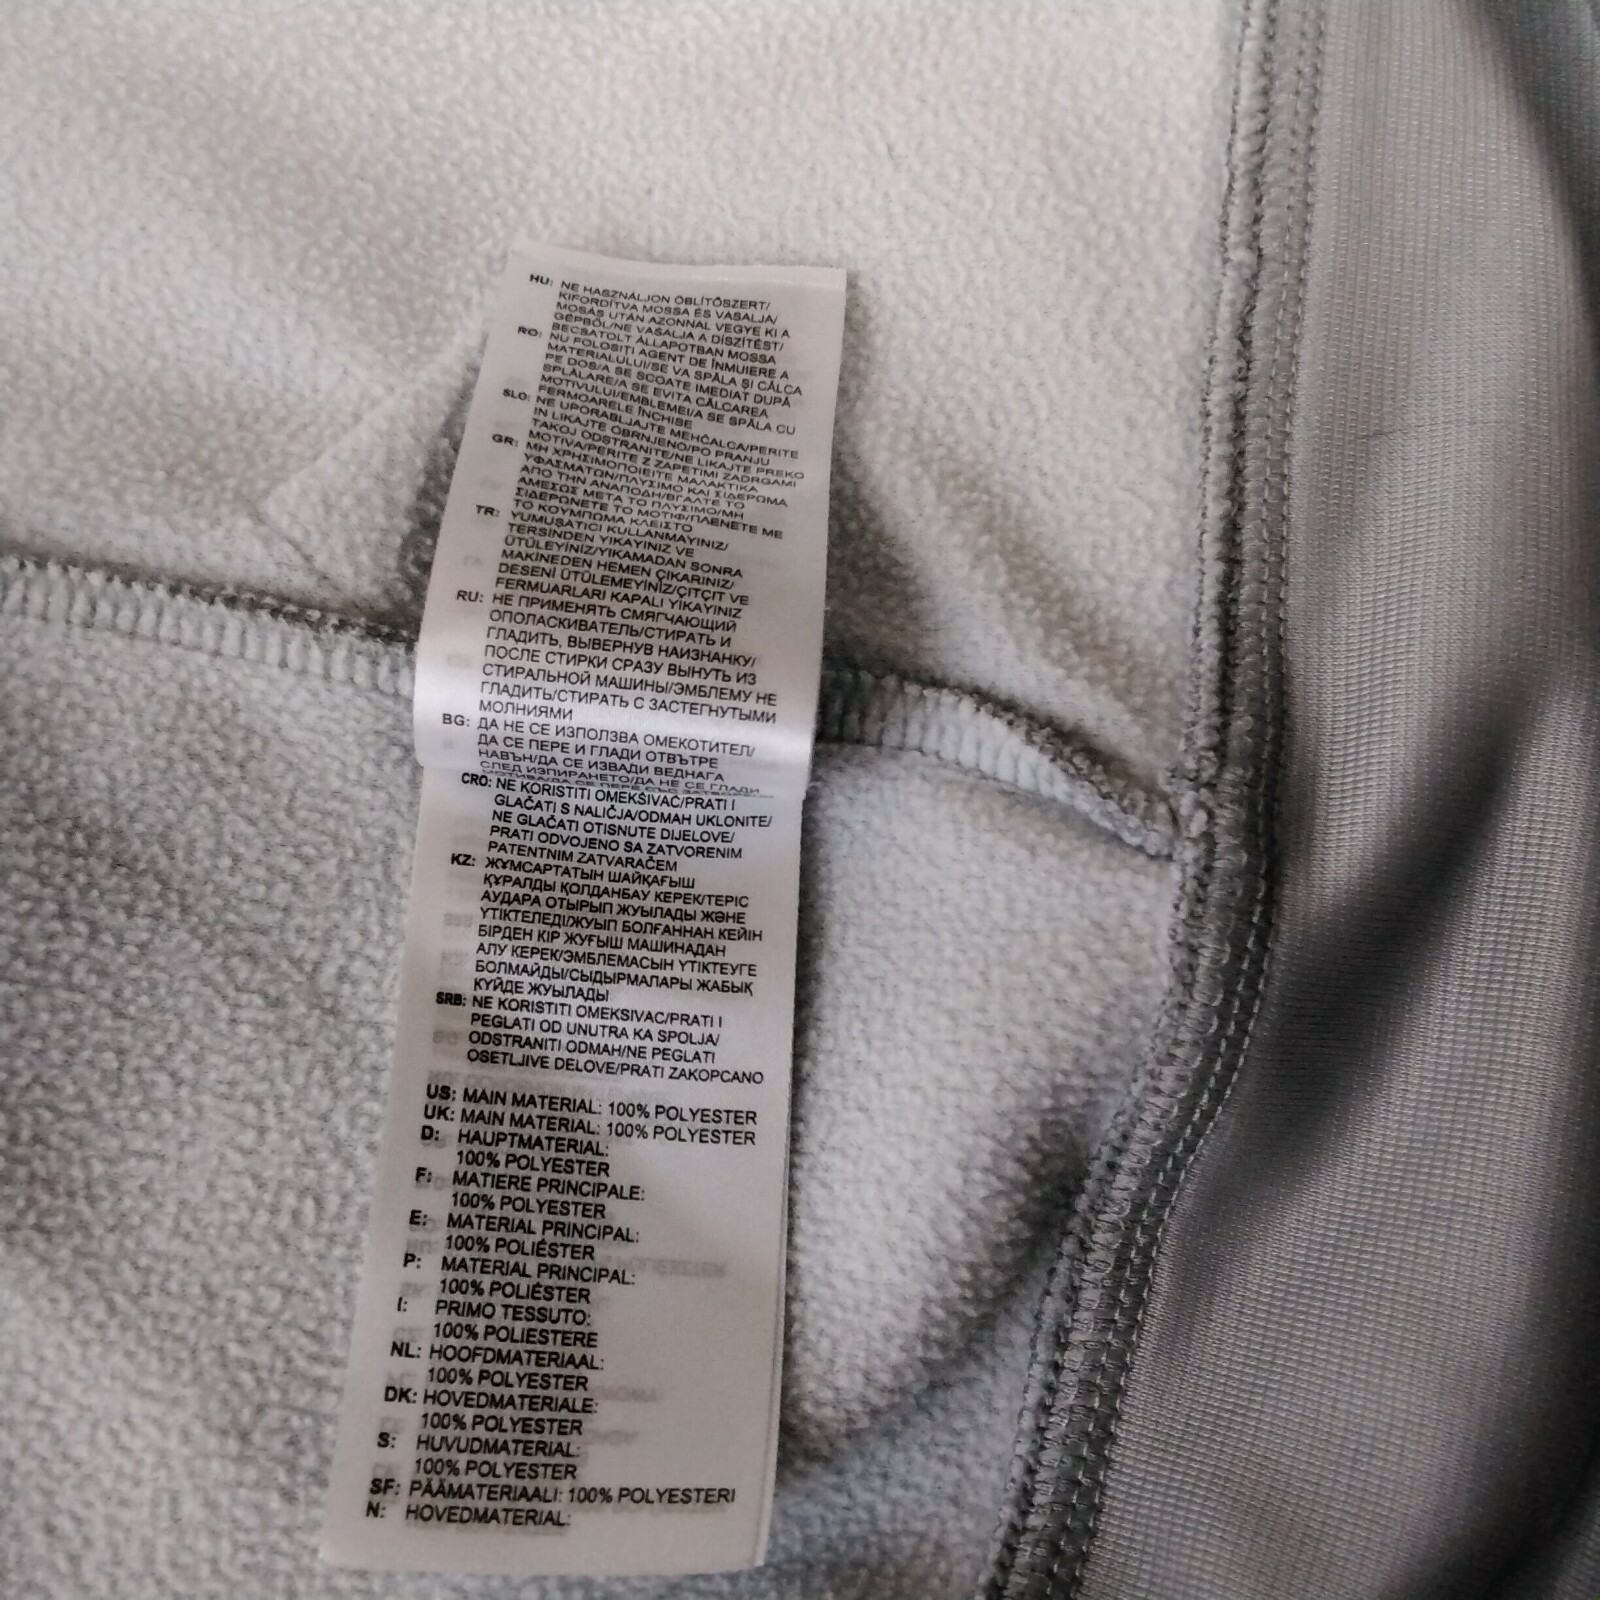 HU: NE HASZNÁLJON ÖBLÍTŐSZERT/
KIFORDÍTVA MOSSA ÉS VASALJA/
MOSÁS UTÁN AZONNAL VEGYE KI A
GÉPBŐL/NE VASALJA A DÍSZÍTÉST/
BECSATOLT ÁLLAPOTBAN MOSSA
RO: NU FOLOSITI AGENT DE ÎNMUIERE A
MATERIALULUI/SE VA SPĂLA ȘI CĂLCA
PE DOS/A SE SCOATE IMEDIAT DUPĂ
SPLĂLARE/A SE EVITA CĂLCAREA
MOTIVULUI/EMBLEMEI/A SE SPĂLA CU
FERMOARELE ÎNCHISE
SLO: NE UPORABLJAJTE MEHČALCA/PERITE
IN LIKAJTE OBRNJENO/PO PRANJU
TAKOJ ODSTRANITE/NE LIKAJTE PREKO
MOTIVA/PERITE Z ZAPETIMI ZADRGAMI
GR: ΜΗ ΧΡΗΣΙΜΟΠΟΙΕΙΤΕ ΜΑΛΑΚΤΙΚΑ
ΥΦΑΣΜΑΤΩΝ/ΠΛΥΣΙΜΟ ΚΑΙ ΣΙΔΕΡΩΜΑ
ΑΠΟ ΤΗΝ ΑΝΑΠΟΔΗ/ΒΓΑΛΤΕ ΤΟ
ΑΜΕΣΩΣ ΜΕΤΑ ΤΟ ΠΛΥΣΙΜΟ/ΜΗ
ΣΙΔΕΡΩΝΕΤΕ ΤΟ ΜΟΤΙΦ/ΠΛΕΝΕΤΕ ΜΕ
ΤΟ ΚΟΥΜΠΩΜΑ ΚΛΕΙΣΤΟ
TR: YUMUŞATICI KULLANMAYINIZ/
TERSİNDEN YIKAYINIZ VE
ÜTÜLEYİNİZ/YIKAMADAN SONRA
MAKİNEDEN HEMEN ÇIKARINIZ/
DESENİ ÜTÜLEMEYİNİZ/ÇITÇIT VE
FERMUARLARI KAPALI YIKAYINIZ
RU: НЕ ПРИМЕНЯТЬ СМЯГЧАЮЩИЙ
ОПОЛАСКИВАТЕЛЬ/СТИРАТЬ И
ГЛАДИТЬ, ВЫВЕРНУВ НАИЗНАНКУ/
ПОСЛЕ СТИРКИ СРАЗУ ВЫНУТЬ ИЗ
СТИРАЛЬНОЙ МАШИНЫ/ЭМБЛЕМУ НЕ
ГЛАДИТЬ/СТИРАТЬ С ЗАСТЕГНУТЫМИ
МОЛНИЯМИ
BG: ДА НЕ СЕ ИЗПОЛЗВА ОМЕКОТИТЕЛ/
ДА СЕ ПЕРЕ И ГЛАДИ ОТВЪТРЕ
НАВЪН/ДА СЕ ИЗВАДИ ВЕДНАГА
СЛЕД ИЗПИРАНЕТО/ДА НЕ СЕ ГЛАДИ
МОТИВА/ДА СЕ ПЕРЕ СЪС
CRO: NE KORISTITI OMEKŠIVAČ/PRATI I
GLAČATI S NALIČJA/ODMAH UKLONITE/
NE GLAČATI OTISNUTE DIJELOVE/
PRATI ODVOJENO SA ZATVORENIM
PATENTNIM ZATVARAČEM
KZ: ЖҰМСАРТАТЫН ШАЙҚАҒЫШ
ҚҰРАЛДЫ ҚОЛДАНБАУ КЕРЕК/ТЕРІС
АУДАРА ОТЫРЫП ЖУЫЛАДЫ ЖӘНЕ
ҮТІКТЕЛЕДІ/ЖУЫП БОЛҒАННАН КЕЙІН
БІРДЕН КІР ЖУҒЫШ МАШИНАДАН
АЛУ КЕРЕК/ЭМБЛЕМАСЫН ҮТІКТЕУГЕ
БОЛМАЙДЫ/СЫДЫРМАЛАРЫ ЖАБЫҚ
КҮЙДЕ ЖУЫЛАДЫ
SRB: NE KORISTITI OMEKSIVAC/PRATI I
PEGLATI OD UNUTRA KA SPOLJA/
ODSTRANITI ODMAH/NE PEGLATI
OSETLJIVE DELOVE/PRATI ZAKOPCANO
US: MAIN MATERIAL: 100% POLYESTER
UK: MAIN MATERIAL: 100% POLYESTER
D: HAUPTMATERIAL:
100% POLYESTER
F: MATIERE PRINCIPALE:
100% POLYESTER
E: MATERIAL PRINCIPAL:
100% POLIÉSTER
P: MATERIAL PRINCIPAL:
100% POLIÉSTER
I: PRIMO TESSUTO:
100% POLIESTERE
NL: HOOFDMATERIAAL:
100% POLYESTER
DK: HOVEDMATERIALE:
100% POLYESTER
S: HUVUDMATERIAL:
100% POLYESTER
SF: PÄÄMATERIAALI: 100% POLYESTERI
N: HOVEDMATERIAL: